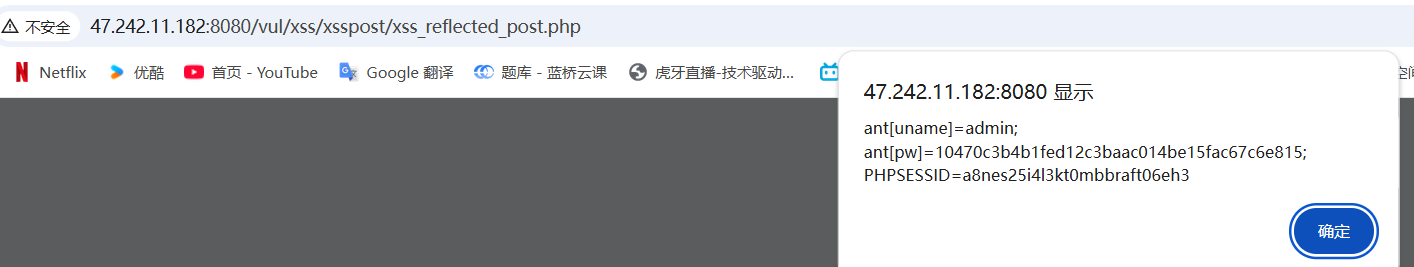 不安全 47.242.11.182:8080/vul/xss/xsspost/xss_reflected_post.php
Netflix 优酷 首页 - YouTube Google 翻译 题库 - 蓝桥云课 虎牙直播-技术驱动...
47.242.11.182:8080 显示
ant[uname]=admin;
ant[pw]=10470c3b4b1fed12c3baac014be15fac67c6e815;
PHPSESSID=a8nes25i4l3kt0mbbraft06eh3
确定